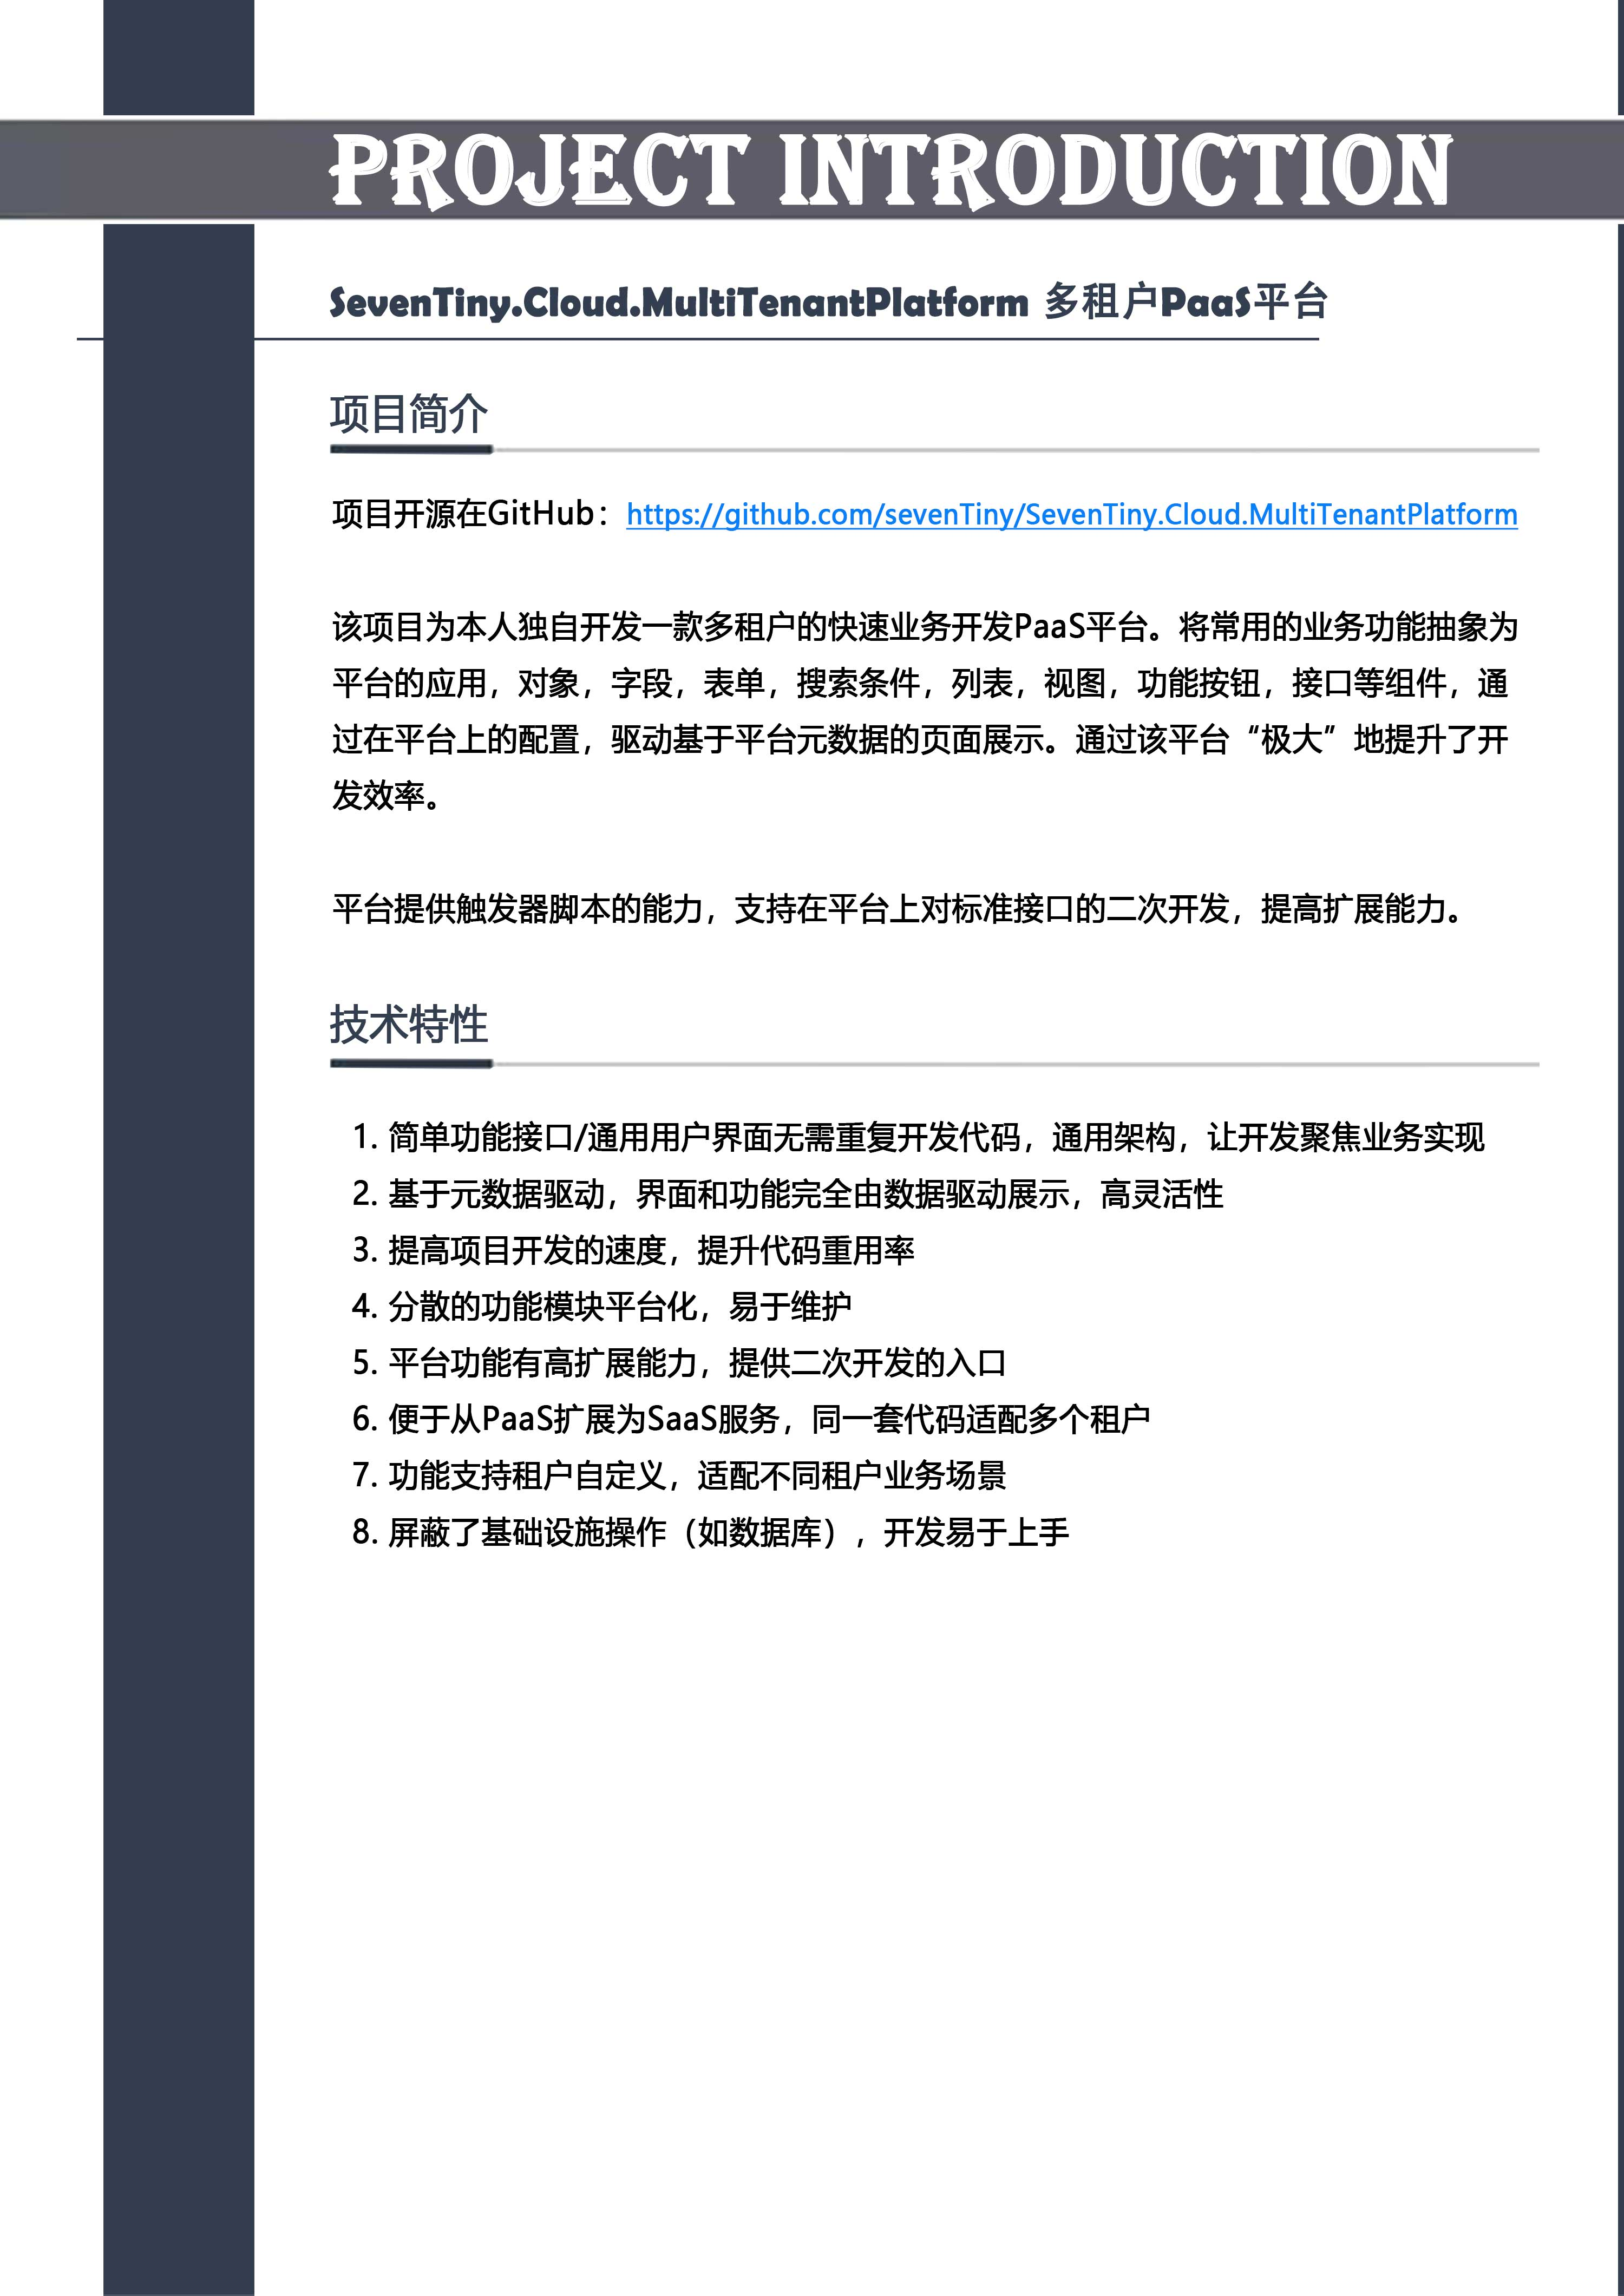 PROJECT INTRODUCTION
SevenTiny.Cloud.MultiTenantPlatform 多租户PaaS平台
项目简介
项目开源在GitHub：https://github.com/sevenTiny/SevenTiny.Cloud.MultiTenantPlatform
该项目为本人独自开发一款多租户的快速业务开发PaaS平台。将常用的业务功能抽象为
平台的应用，对象，字段，表单，搜索条件，列表，视图，功能按钮，接口等组件，通
过在平台上的配置，驱动基于平台元数据的页面展示。通过该平台“极大”地提升了开
发效率。
平台提供触发器脚本的能力，支持在平台上对标准接口的二次开发，提高扩展能力。
技术特性
1. 简单功能接口/通用用户界面无需重复开发代码，通用架构，让开发聚焦业务实现
2. 基于元数据驱动，界面和功能完全由数据驱动展示，高灵活性
3. 提高项目开发的速度，提升代码重用率
4. 分散的功能模块平台化，易于维护
5. 平台功能有高扩展能力，提供二次开发的入口
6. 便于从PaaS扩展为SaaS服务，同一套代码适配多个租户
7. 功能支持租户自定义，适配不同租户业务场景
8. 屏蔽了基础设施操作（如数据库），开发易于上手